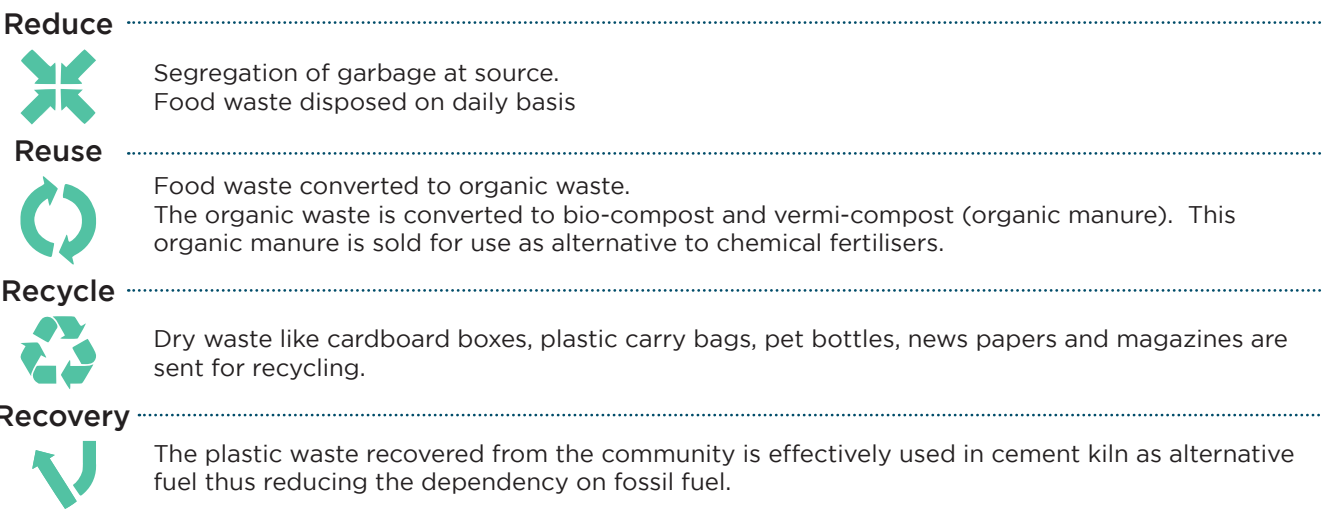 Reduce
Segregation of garbage at source.
Food waste disposed on daily basis
Reuse
Food waste converted to organic waste.
The organic waste is converted to bio-compost and vermi-compost (organic manure).  This
organic manure is sold for use as alternative to chemical fertilisers.
Recycle
Dry waste like cardboard boxes, plastic carry bags, pet bottles, news papers and magazines are
sent for recycling.
Recovery
The plastic waste recovered from the community is effectively used in cement kiln as alternative
fuel thus reducing the dependency on fossil fuel.